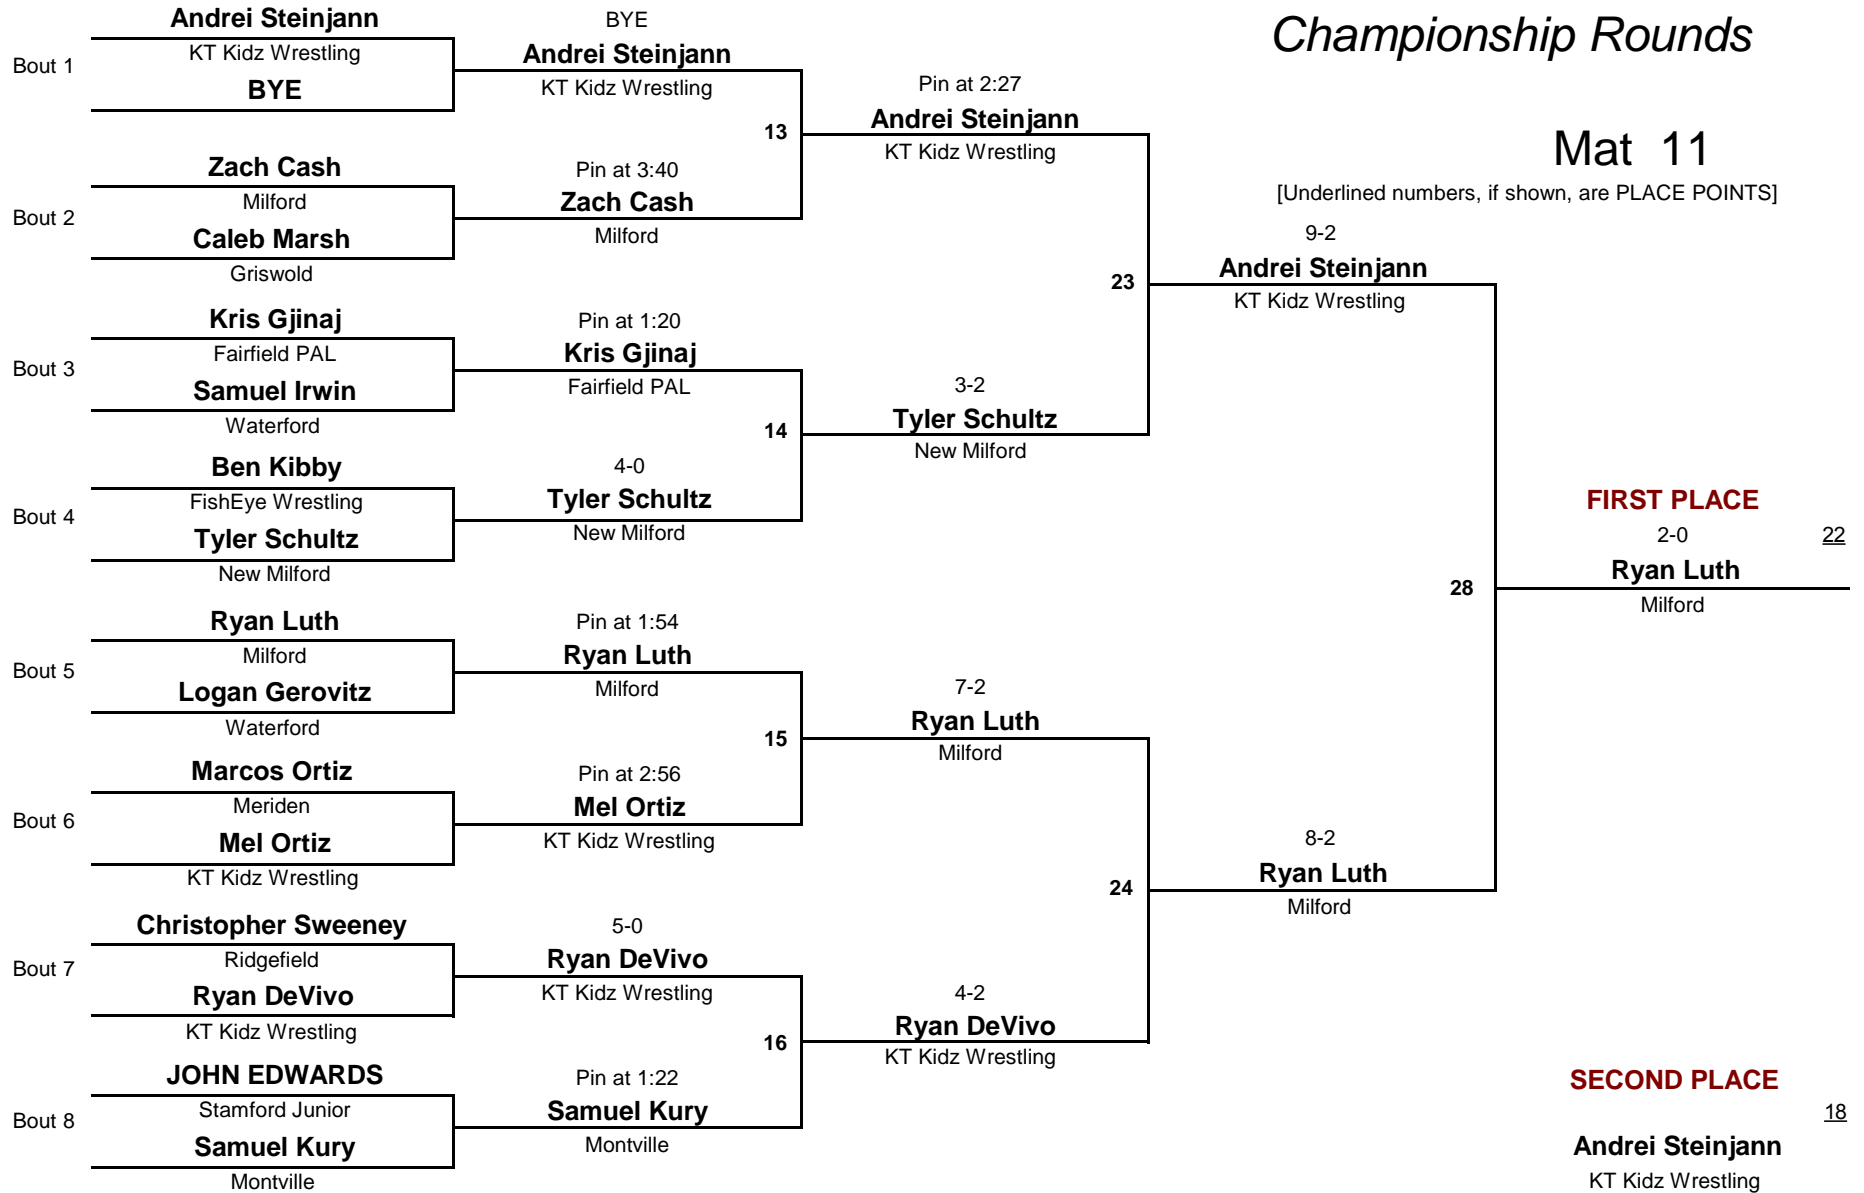 Championship Rounds
Mat 11
[Underlined numbers, if shown, are PLACE POINTS]
Bout 1
Andrei Steinjann
KT Kidz Wrestling
BYE
Bout 2
Zach Cash
Milford
Caleb Marsh
Griswold
Bout 3
Kris Gjinaj
Fairfield PAL
Samuel Irwin
Waterford
Bout 4
Ben Kibby
FishEye Wrestling
Tyler Schultz
New Milford
Bout 5
Ryan Luth
Milford
Logan Gerovitz
Waterford
Bout 6
Marcos Ortiz
Meriden
Mel Ortiz
KT Kidz Wrestling
Bout 7
Christopher Sweeney
Ridgefield
Ryan DeVivo
KT Kidz Wrestling
Bout 8
JOHN EDWARDS
Stamford Junior
Samuel Kury
Montville
BYE
Andrei Steinjann
KT Kidz Wrestling
13
Pin at 3:40
Zach Cash
Milford
Pin at 1:20
Kris Gjinaj
Fairfield PAL
14
4-0
Tyler Schultz
New Milford
Pin at 1:54
Ryan Luth
Milford
15
Pin at 2:56
Mel Ortiz
KT Kidz Wrestling
5-0
Ryan DeVivo
KT Kidz Wrestling
16
Pin at 1:22
Samuel Kury
Montville
Pin at 2:27
Andrei Steinjann
KT Kidz Wrestling
23
3-2
Tyler Schultz
New Milford
7-2
Ryan Luth
Milford
24
4-2
Ryan DeVivo
KT Kidz Wrestling
9-2
Andrei Steinjann
KT Kidz Wrestling
28
8-2
Ryan Luth
Milford
FIRST PLACE
2-0 22
Ryan Luth
Milford
SECOND PLACE
18
Andrei Steinjann
KT Kidz Wrestling